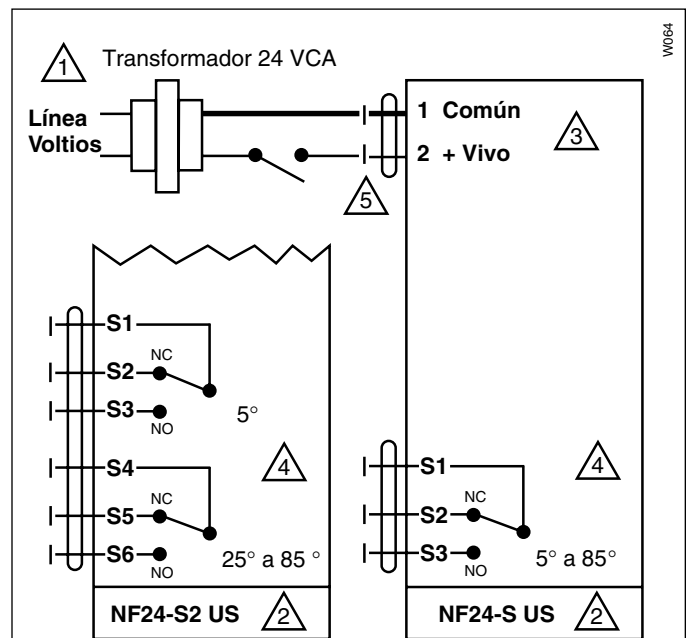 W064
1
Transformador 24 VCA
Línea
Voltios
1 Común
2 + Vivo
3
5
S1
NC
S2
S3
NO
5°
S4
4
NC
S5
S6
NO
25° a 85 °
NF24-S2 US
2
S1
4
NC
S2
S3
NO
5° a 85°
NF24-S US
2